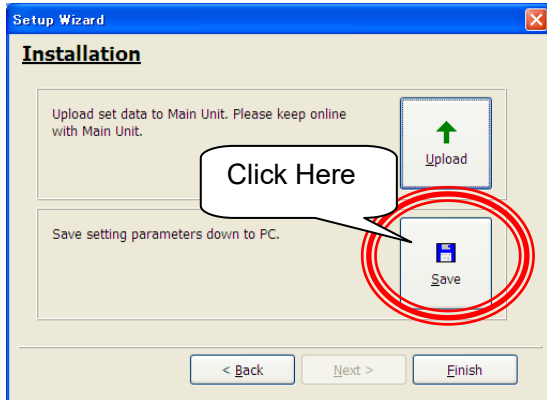 Setup Wizard
Installation
Upload set data to Main Unit. Please keep online
with Main Unit.
Upload
Click Here
Save setting parameters down to PC.
Save
< Back
Next >
Finish